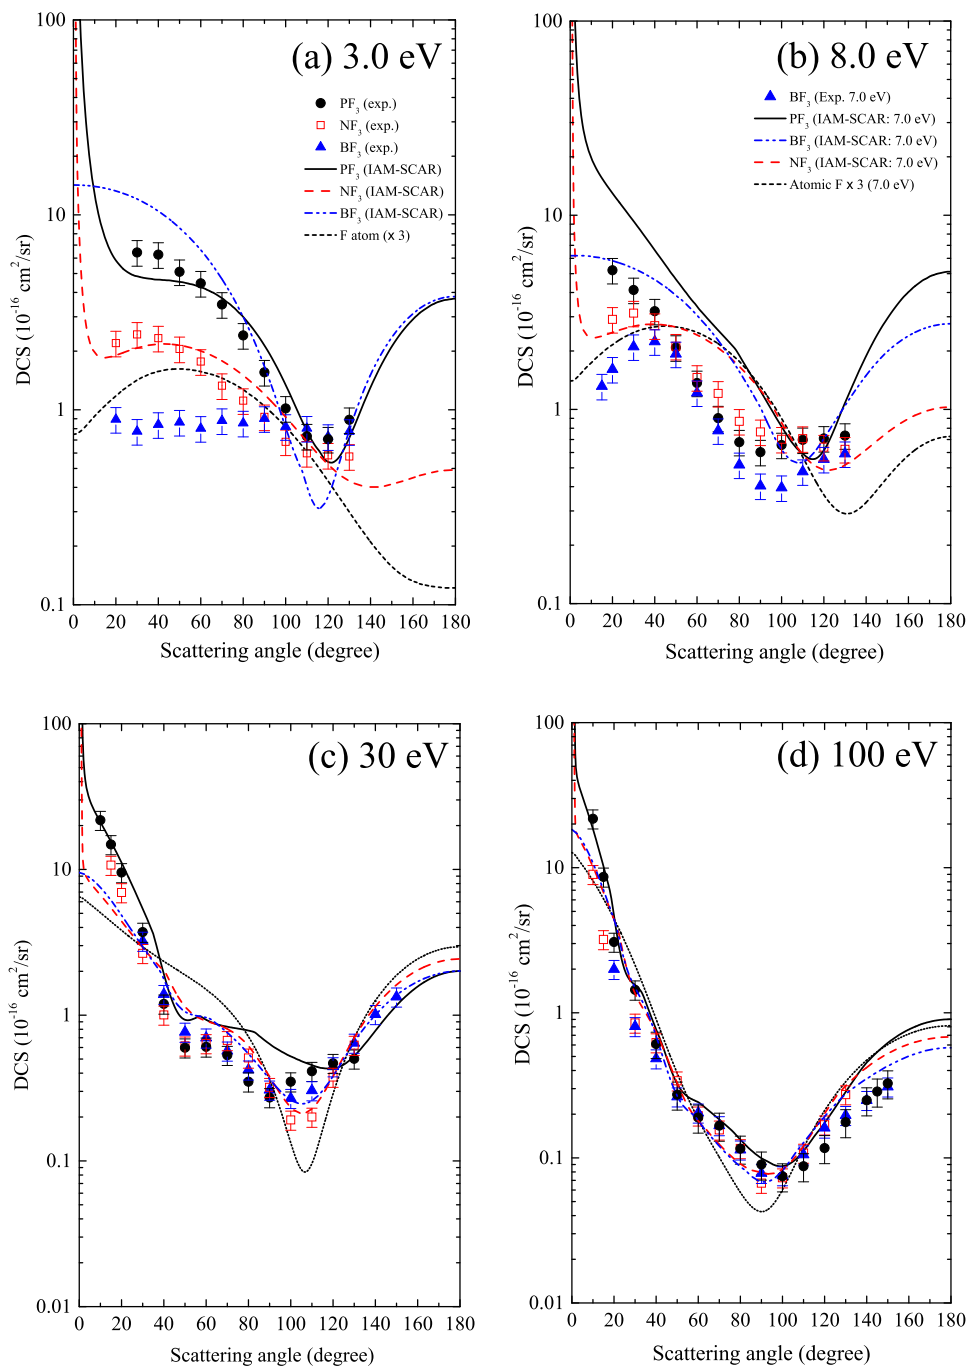 (a) 3.0 eV
PF3 (exp.)
NF3 (exp.)
BF3 (exp.)
PF3 (IAM-SCAR)
NF3 (IAM-SCAR)
BF3 (IAM-SCAR)
F atom (x 3)
100
10
1
0.1
DCS (10-16 cm2/sr)
0 20 40 60 80 100 120 140 160 180
Scattering angle (degree)
(b) 8.0 eV
BF3 (Exp. 7.0 eV)
PF3 (IAM-SCAR: 7.0 eV)
BF3 (IAM-SCAR: 7.0 eV)
NF3 (IAM-SCAR: 7.0 eV)
Atomic F x 3 (7.0 eV)
100
10
1
0.1
DCS (10-16 cm2/sr)
0 20 40 60 80 100 120 140 160 180
Scattering angle (degree)
(c) 30 eV
100
10
1
0.1
0.01
DCS (10-16 cm2/sr)
0 20 40 60 80 100 120 140 160 180
Scattering angle (degree)
(d) 100 eV
100
10
1
0.1
0.01
DCS (10-16 cm2/sr)
0 20 40 60 80 100 120 140 160 180
Scattering angle (degree)